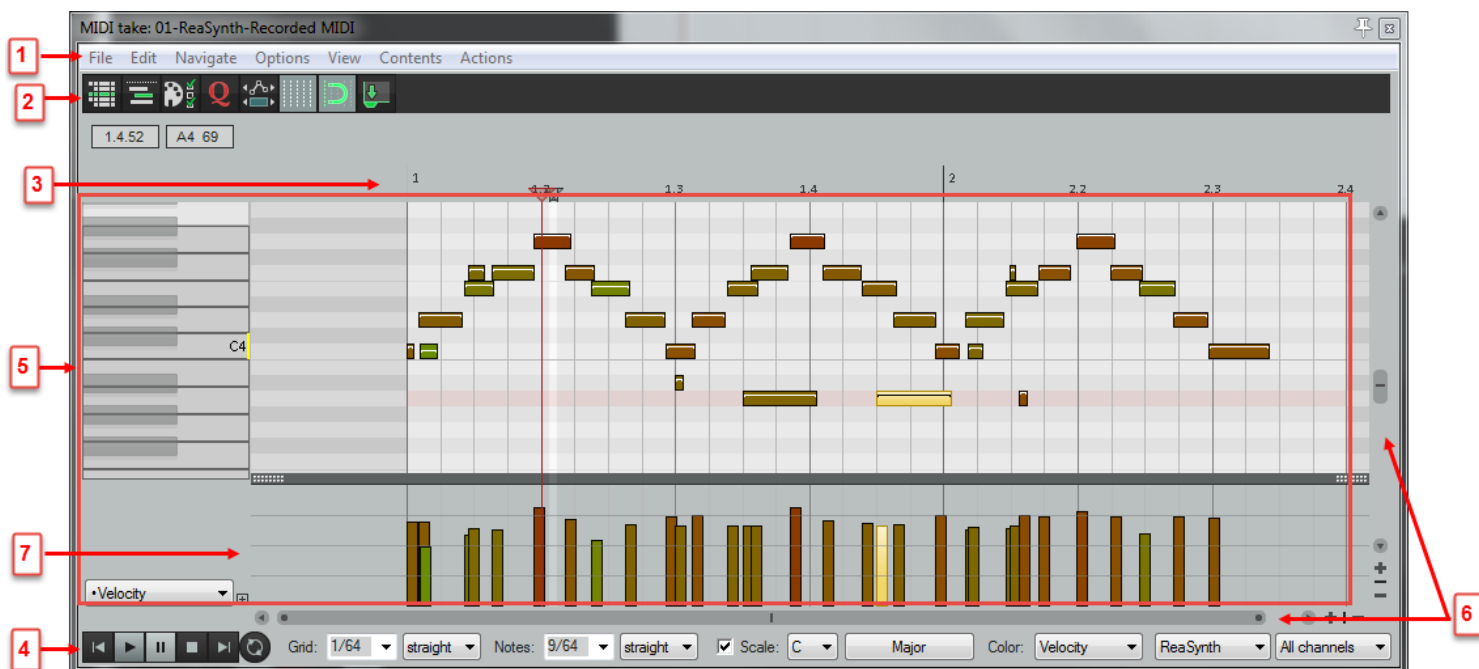 MIDI take: 01-ReaSynth-Recorded MIDI
1
File Edit Navigate Options View Contents Actions
2
Q
1.4.52 A4 69
3
1 2
1.2 1.3 1.4 2.2 2.3 2.4
C4
5
7
•Velocity
6
4
Grid: 1/64 straight Notes: 9/64 straight Scale: C Major Color: Velocity ReaSynth All channels